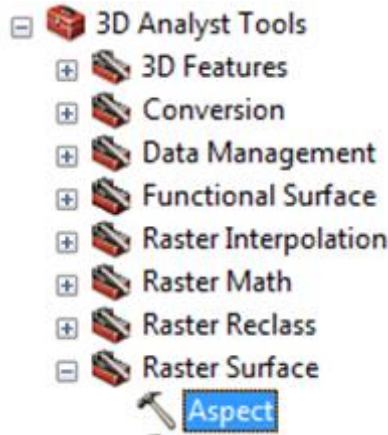 3D Analyst Tools
3D Features
Conversion
Data Management
Functional Surface
Raster Interpolation
Raster Math
Raster Reclass
Raster Surface
Aspect